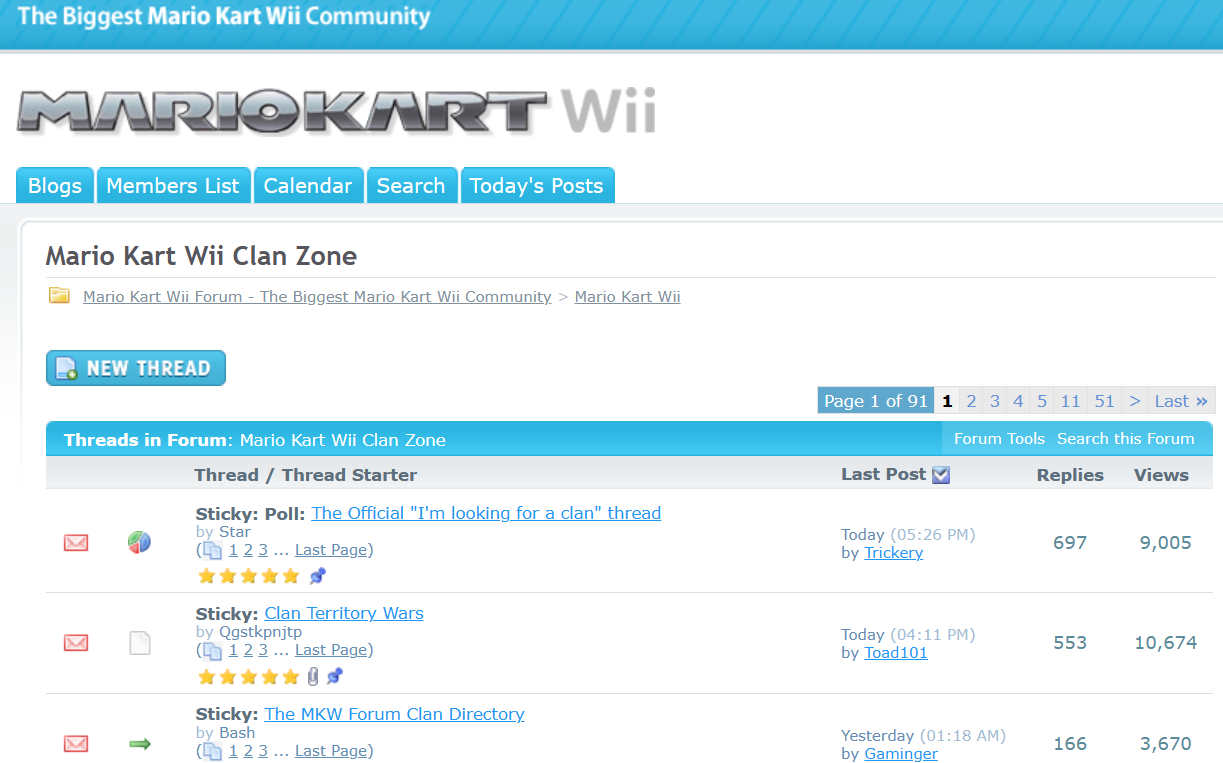 The Biggest Mario Kart Wii Community
MARIOKART Wii
Blogs Members List Calendar Search Today's Posts
Mario Kart Wii Clan Zone
Mario Kart Wii Forum - The Biggest Mario Kart Wii Community > Mario Kart Wii
NEW THREAD
Page 1 of 91 1 2 3 4 5 11 51 > Last »
Threads in Forum: Mario Kart Wii Clan Zone Forum Tools Search this Forum
Thread / Thread Starter Last Post Replies Views
Sticky: Poll: The Official "I'm looking for a clan" thread
by Star
( 1 2 3 ... Last Page)
Today (05:26 PM)
by Trickery
697 9,005
Sticky: Clan Territory Wars
by Qgstkpnjtp
( 1 2 3 ... Last Page)
Today (04:11 PM)
by Toad101
553 10,674
Sticky: The MKW Forum Clan Directory
by Bash
( 1 2 3 ... Last Page)
Yesterday (01:18 AM)
by Gaminger
166 3,670